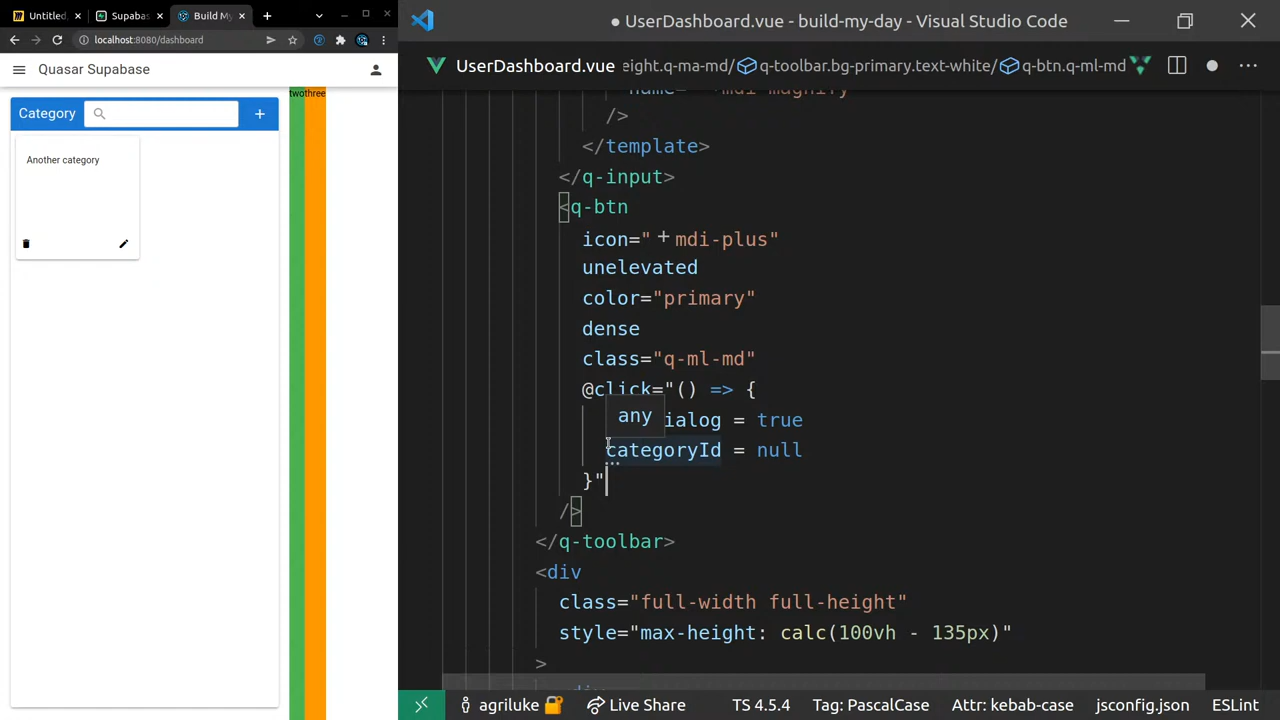 Untitled,
Supabas
Build My
localhost:8080/dashboard
Quasar Supabase
Category
twothree
Another category
UserDashboard.vue - build-my-day - Visual Studio Code
UserDashboard.vue
eight.q-ma-md/
q-toolbar.bg-primary.text-white/
q-btn.q-ml-md
name="mdi-magnify"
/>
</template>
</q-input>
<q-btn
icon="mdi-plus"
unelevated
color="primary"
dense
class="q-ml-md"
@click="() => {
any
ialog = true
categoryId = null
}"
/>
</q-toolbar>
<div
class="full-width full-height"
style="max-height: calc(100vh - 135px)"
>
agriluke
Live Share
TS 4.5.4
Tag: PascalCase
Attr: kebab-case
jsconfig.json
ESLint